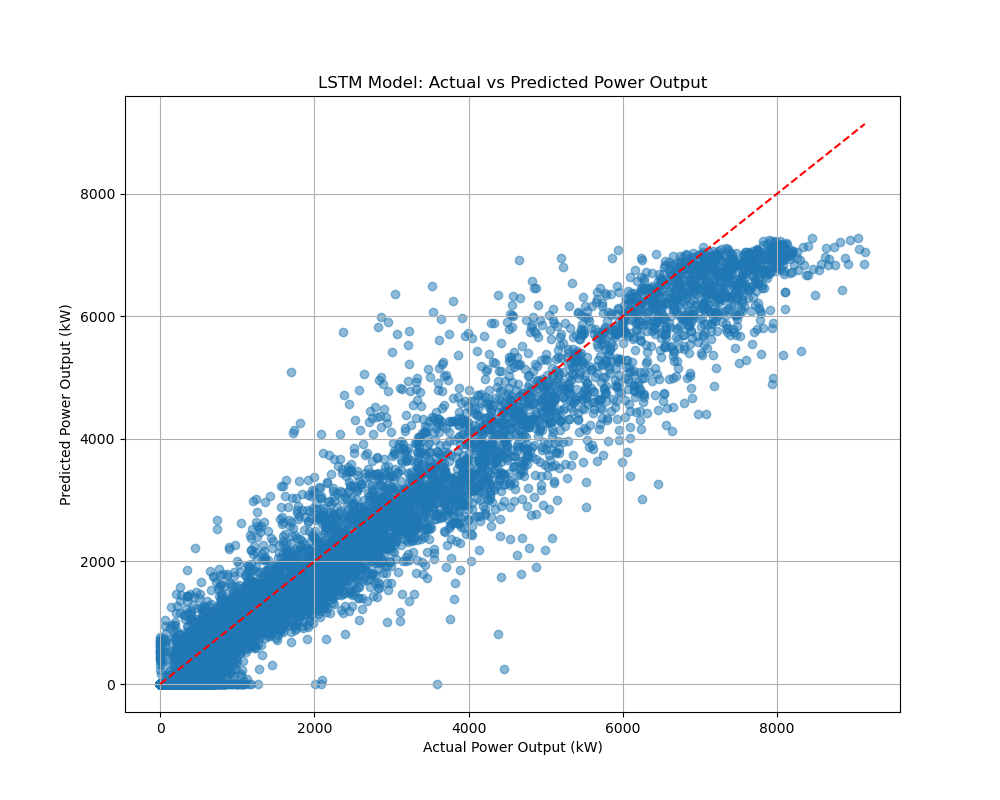 LSTM Model: Actual vs Predicted Power Output
Predicted Power Output (kW)
8000
6000
4000
2000
0
0 2000 4000 6000 8000
Actual Power Output (kW)